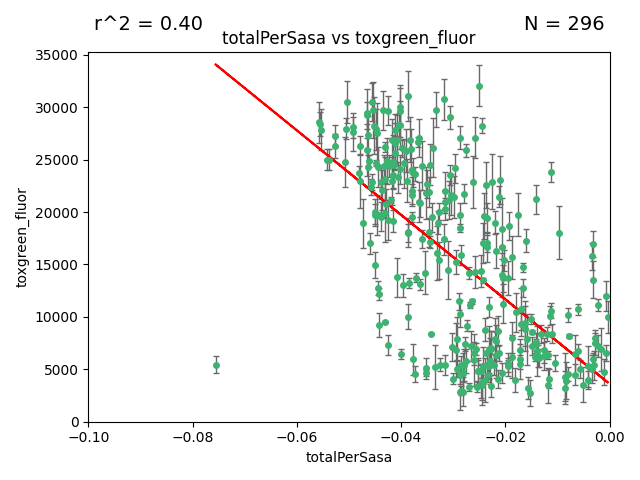 r^2 = 0.40
N = 296
totalPerSasa vs toxgreen_fluor
35000
30000
25000
20000
15000
10000
5000
0
toxgreen_fluor
−0.10
−0.08
−0.06
−0.04
−0.02
0.00
totalPerSasa